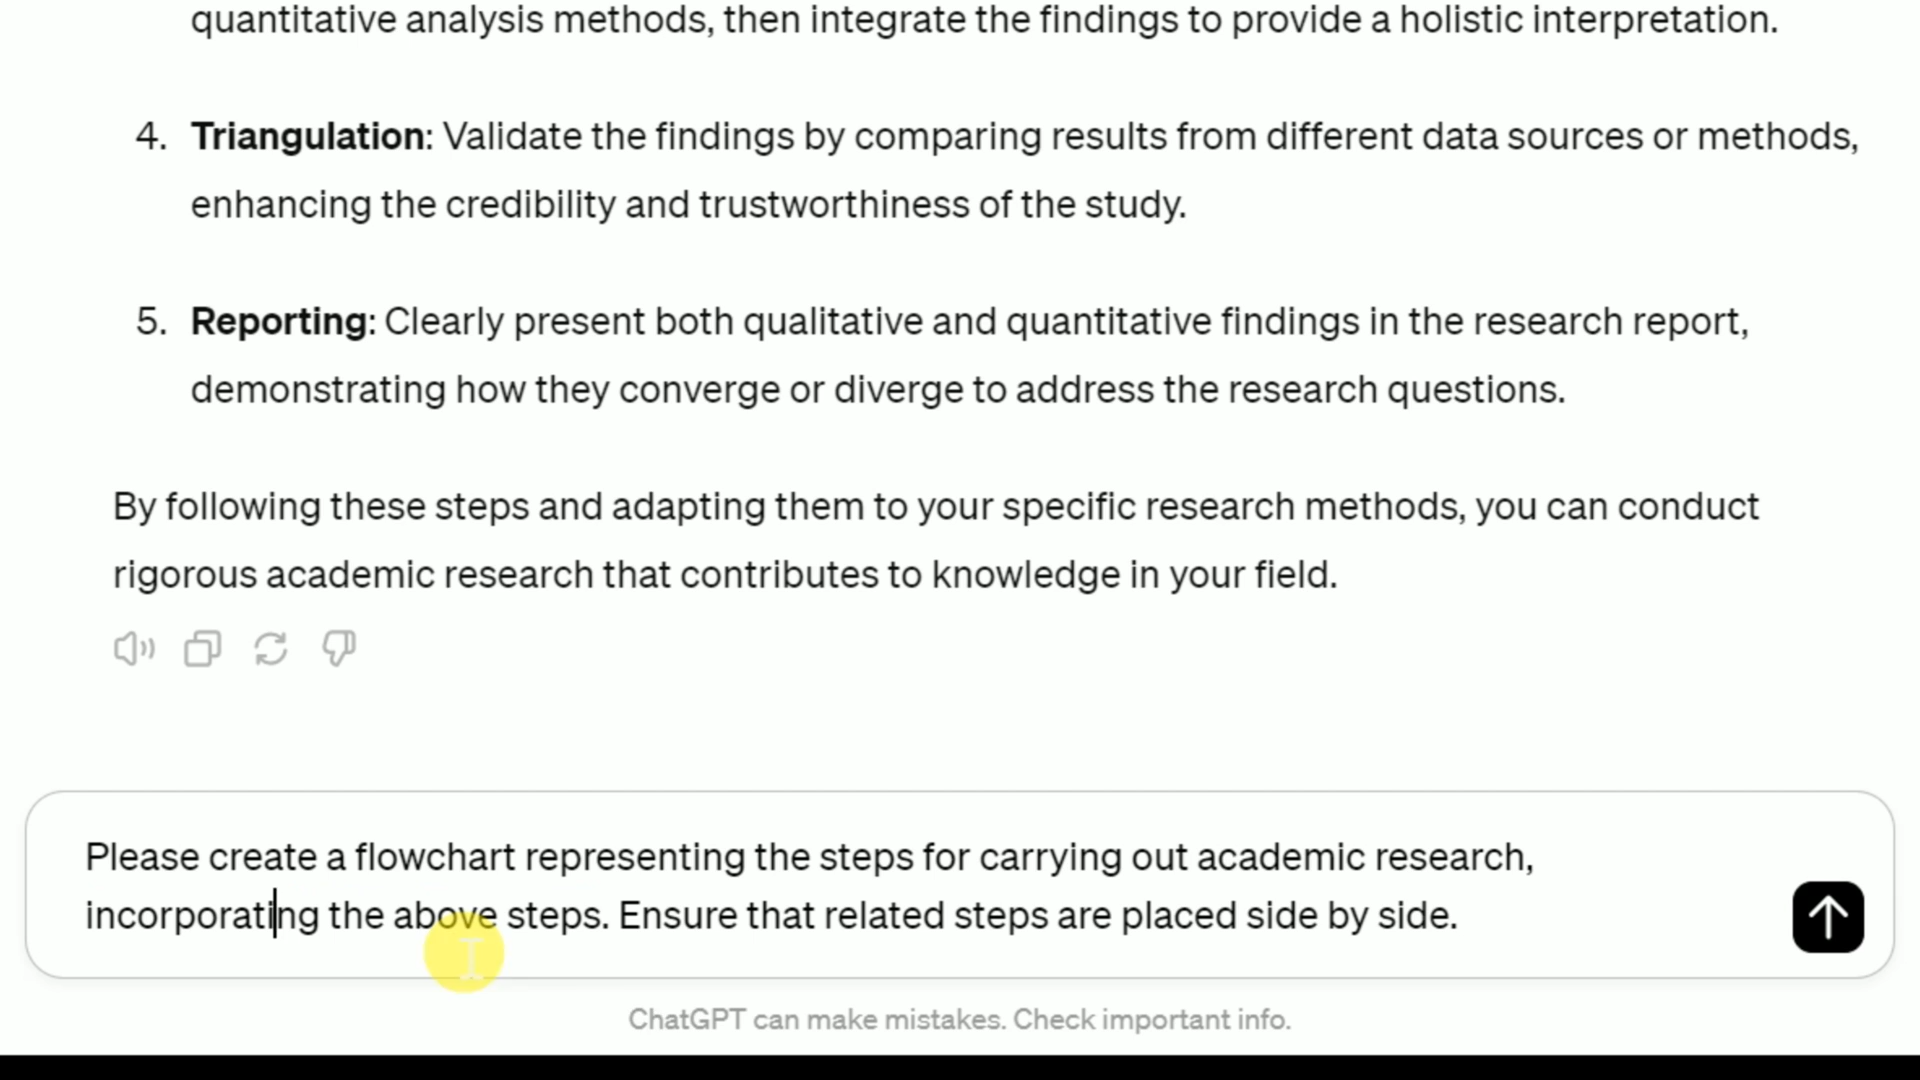 quantitative analysis methods, then integrate the findings to provide a holistic interpretation.
4. Triangulation: Validate the findings by comparing results from different data sources or methods,
enhancing the credibility and trustworthiness of the study.
5. Reporting: Clearly present both qualitative and quantitative findings in the research report,
demonstrating how they converge or diverge to address the research questions.
By following these steps and adapting them to your specific research methods, you can conduct
rigorous academic research that contributes to knowledge in your field.
Please create a flowchart representing the steps for carrying out academic research,
incorporating the above steps. Ensure that related steps are placed side by side.
ChatGPT can make mistakes. Check important info.